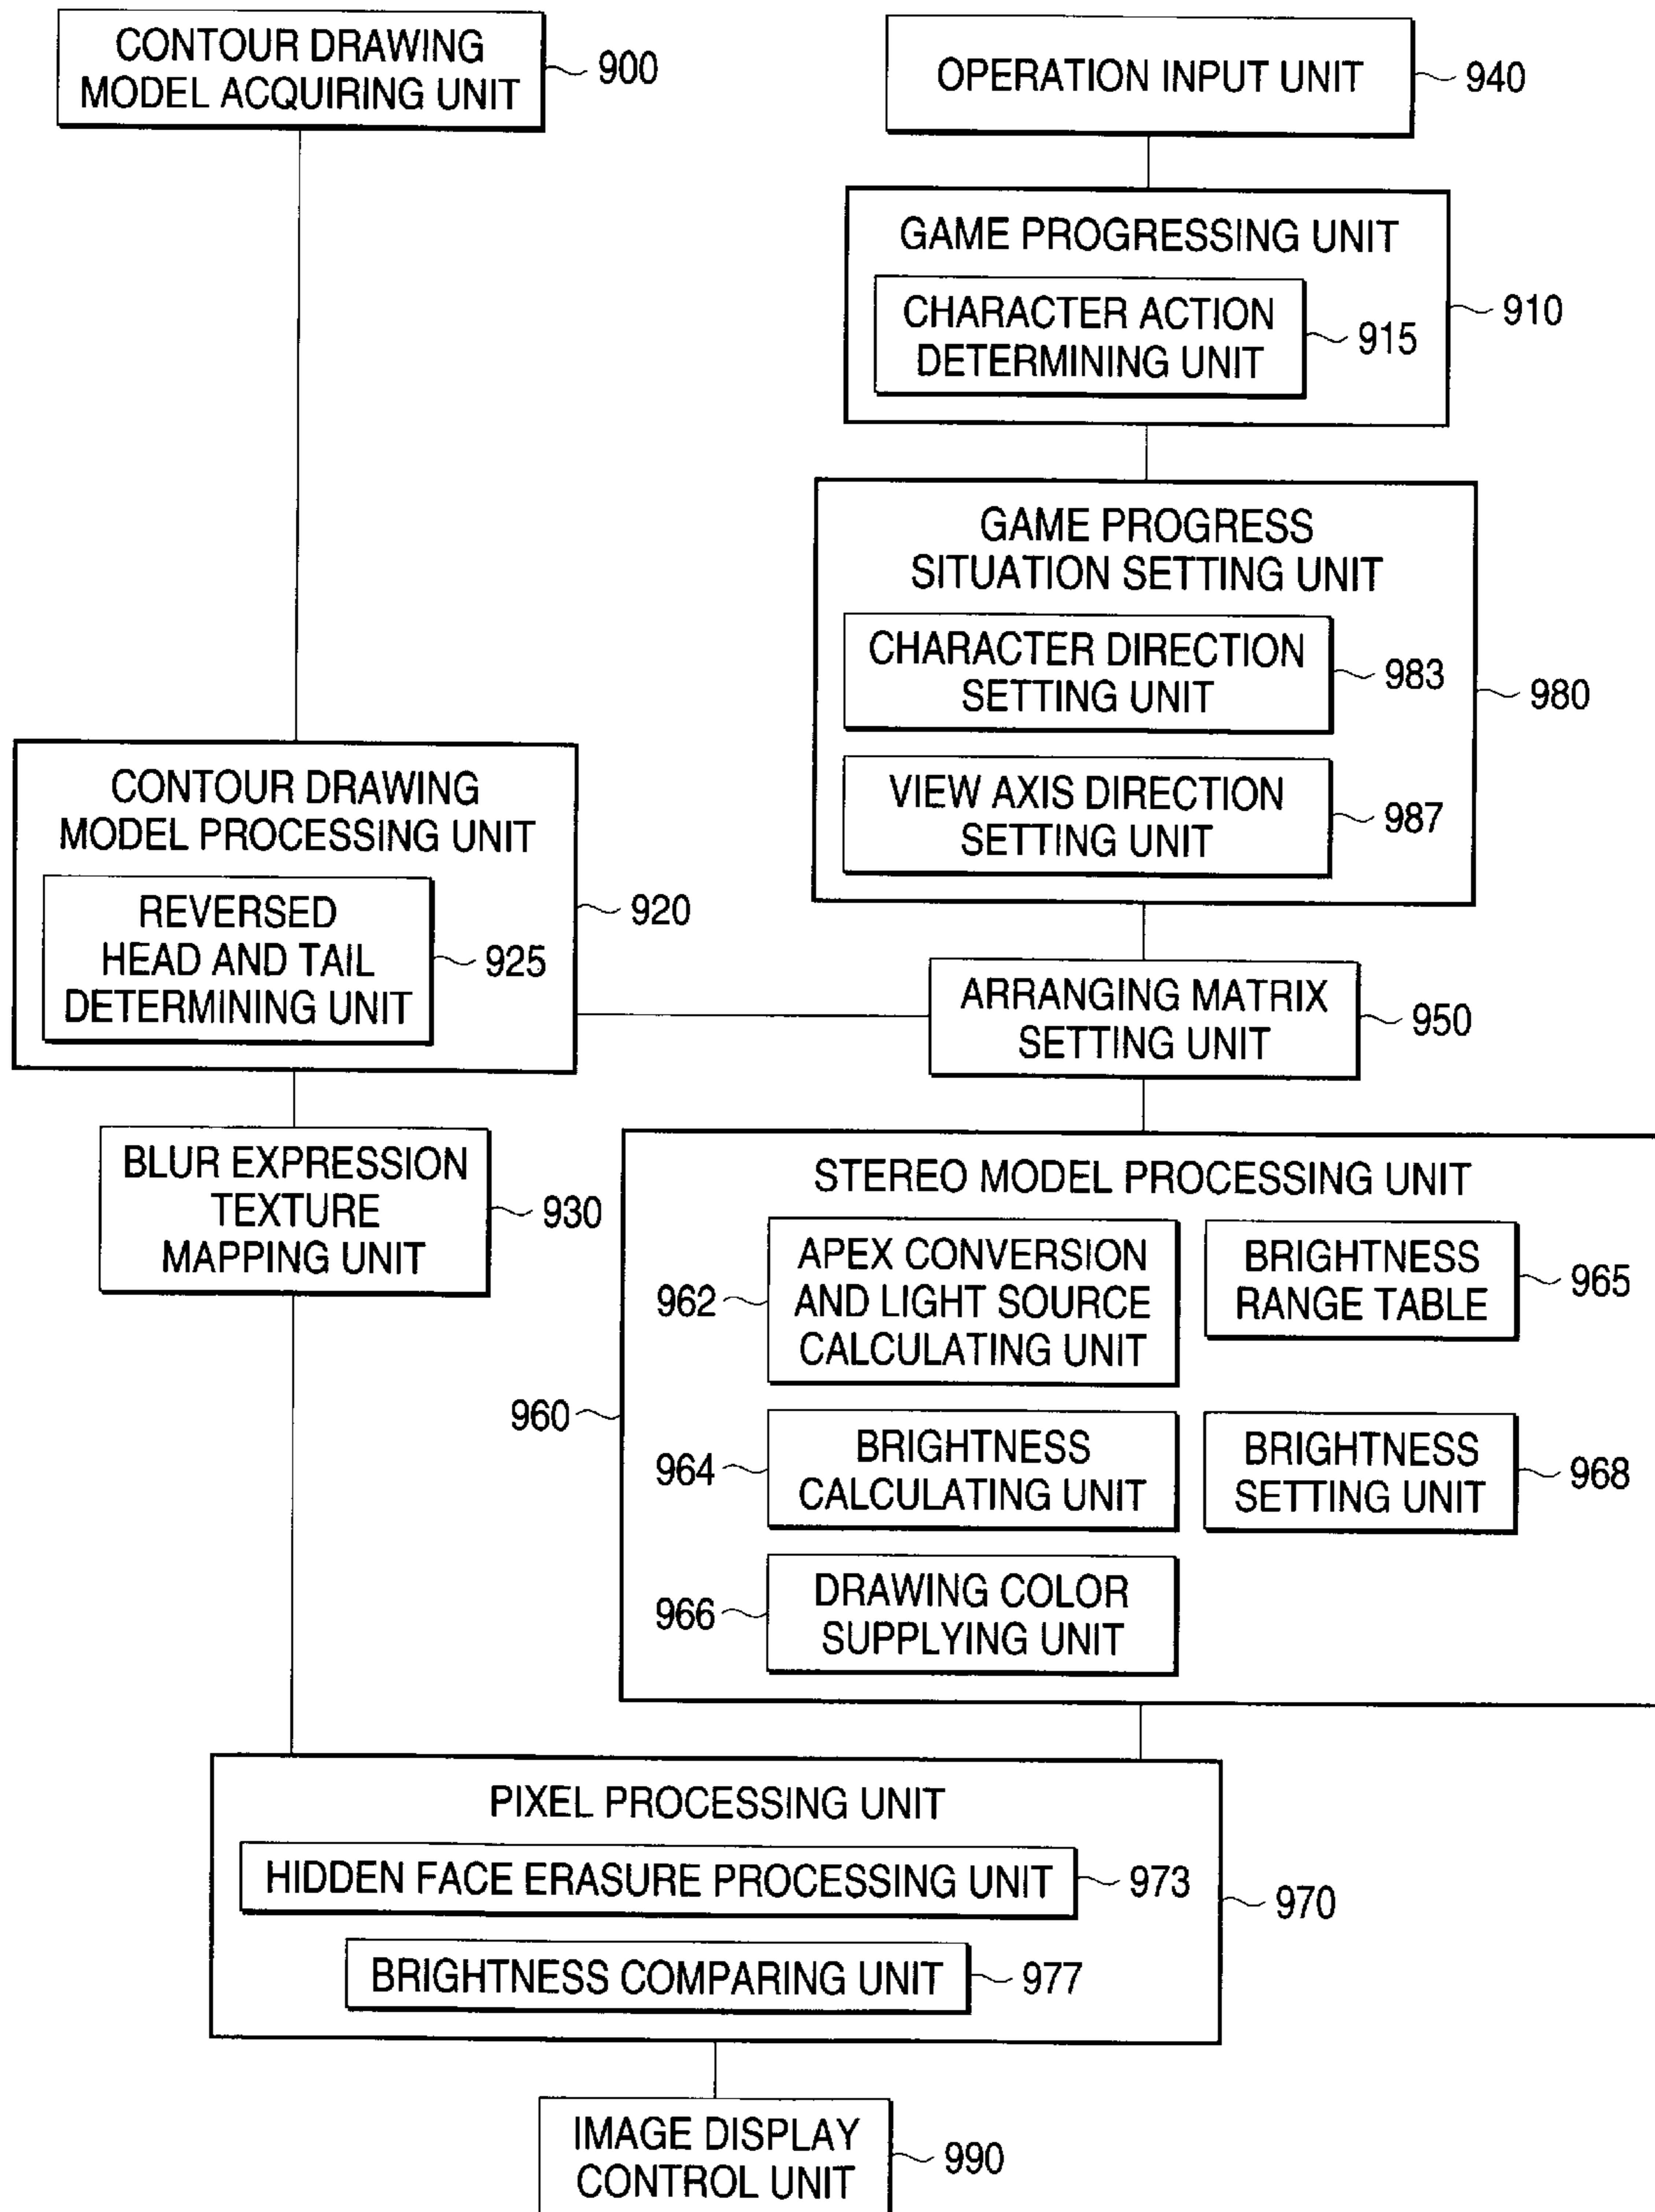 CONTOUR DRAWING
MODEL ACQUIRING UNIT
900
OPERATION INPUT UNIT
940
GAME PROGRESSING UNIT
910
CHARACTER ACTION
DETERMINING UNIT
915
GAME PROGRESS
SITUATION SETTING UNIT
980
CHARACTER DIRECTION
SETTING UNIT
983
VIEW AXIS DIRECTION
SETTING UNIT
987
CONTOUR DRAWING
MODEL PROCESSING UNIT
920
REVERSED
HEAD AND TAIL
DETERMINING UNIT
925
ARRANGING MATRIX
SETTING UNIT
950
BLUR EXPRESSION
TEXTURE
MAPPING UNIT
930
STEREO MODEL PROCESSING UNIT
960
962
APEX CONVERSION
AND LIGHT SOURCE
CALCULATING UNIT
BRIGHTNESS
RANGE TABLE
965
964
BRIGHTNESS
CALCULATING UNIT
BRIGHTNESS
SETTING UNIT
968
966
DRAWING COLOR
SUPPLYING UNIT
PIXEL PROCESSING UNIT
970
HIDDEN FACE ERASURE PROCESSING UNIT
973
BRIGHTNESS COMPARING UNIT
977
IMAGE DISPLAY
CONTROL UNIT
990